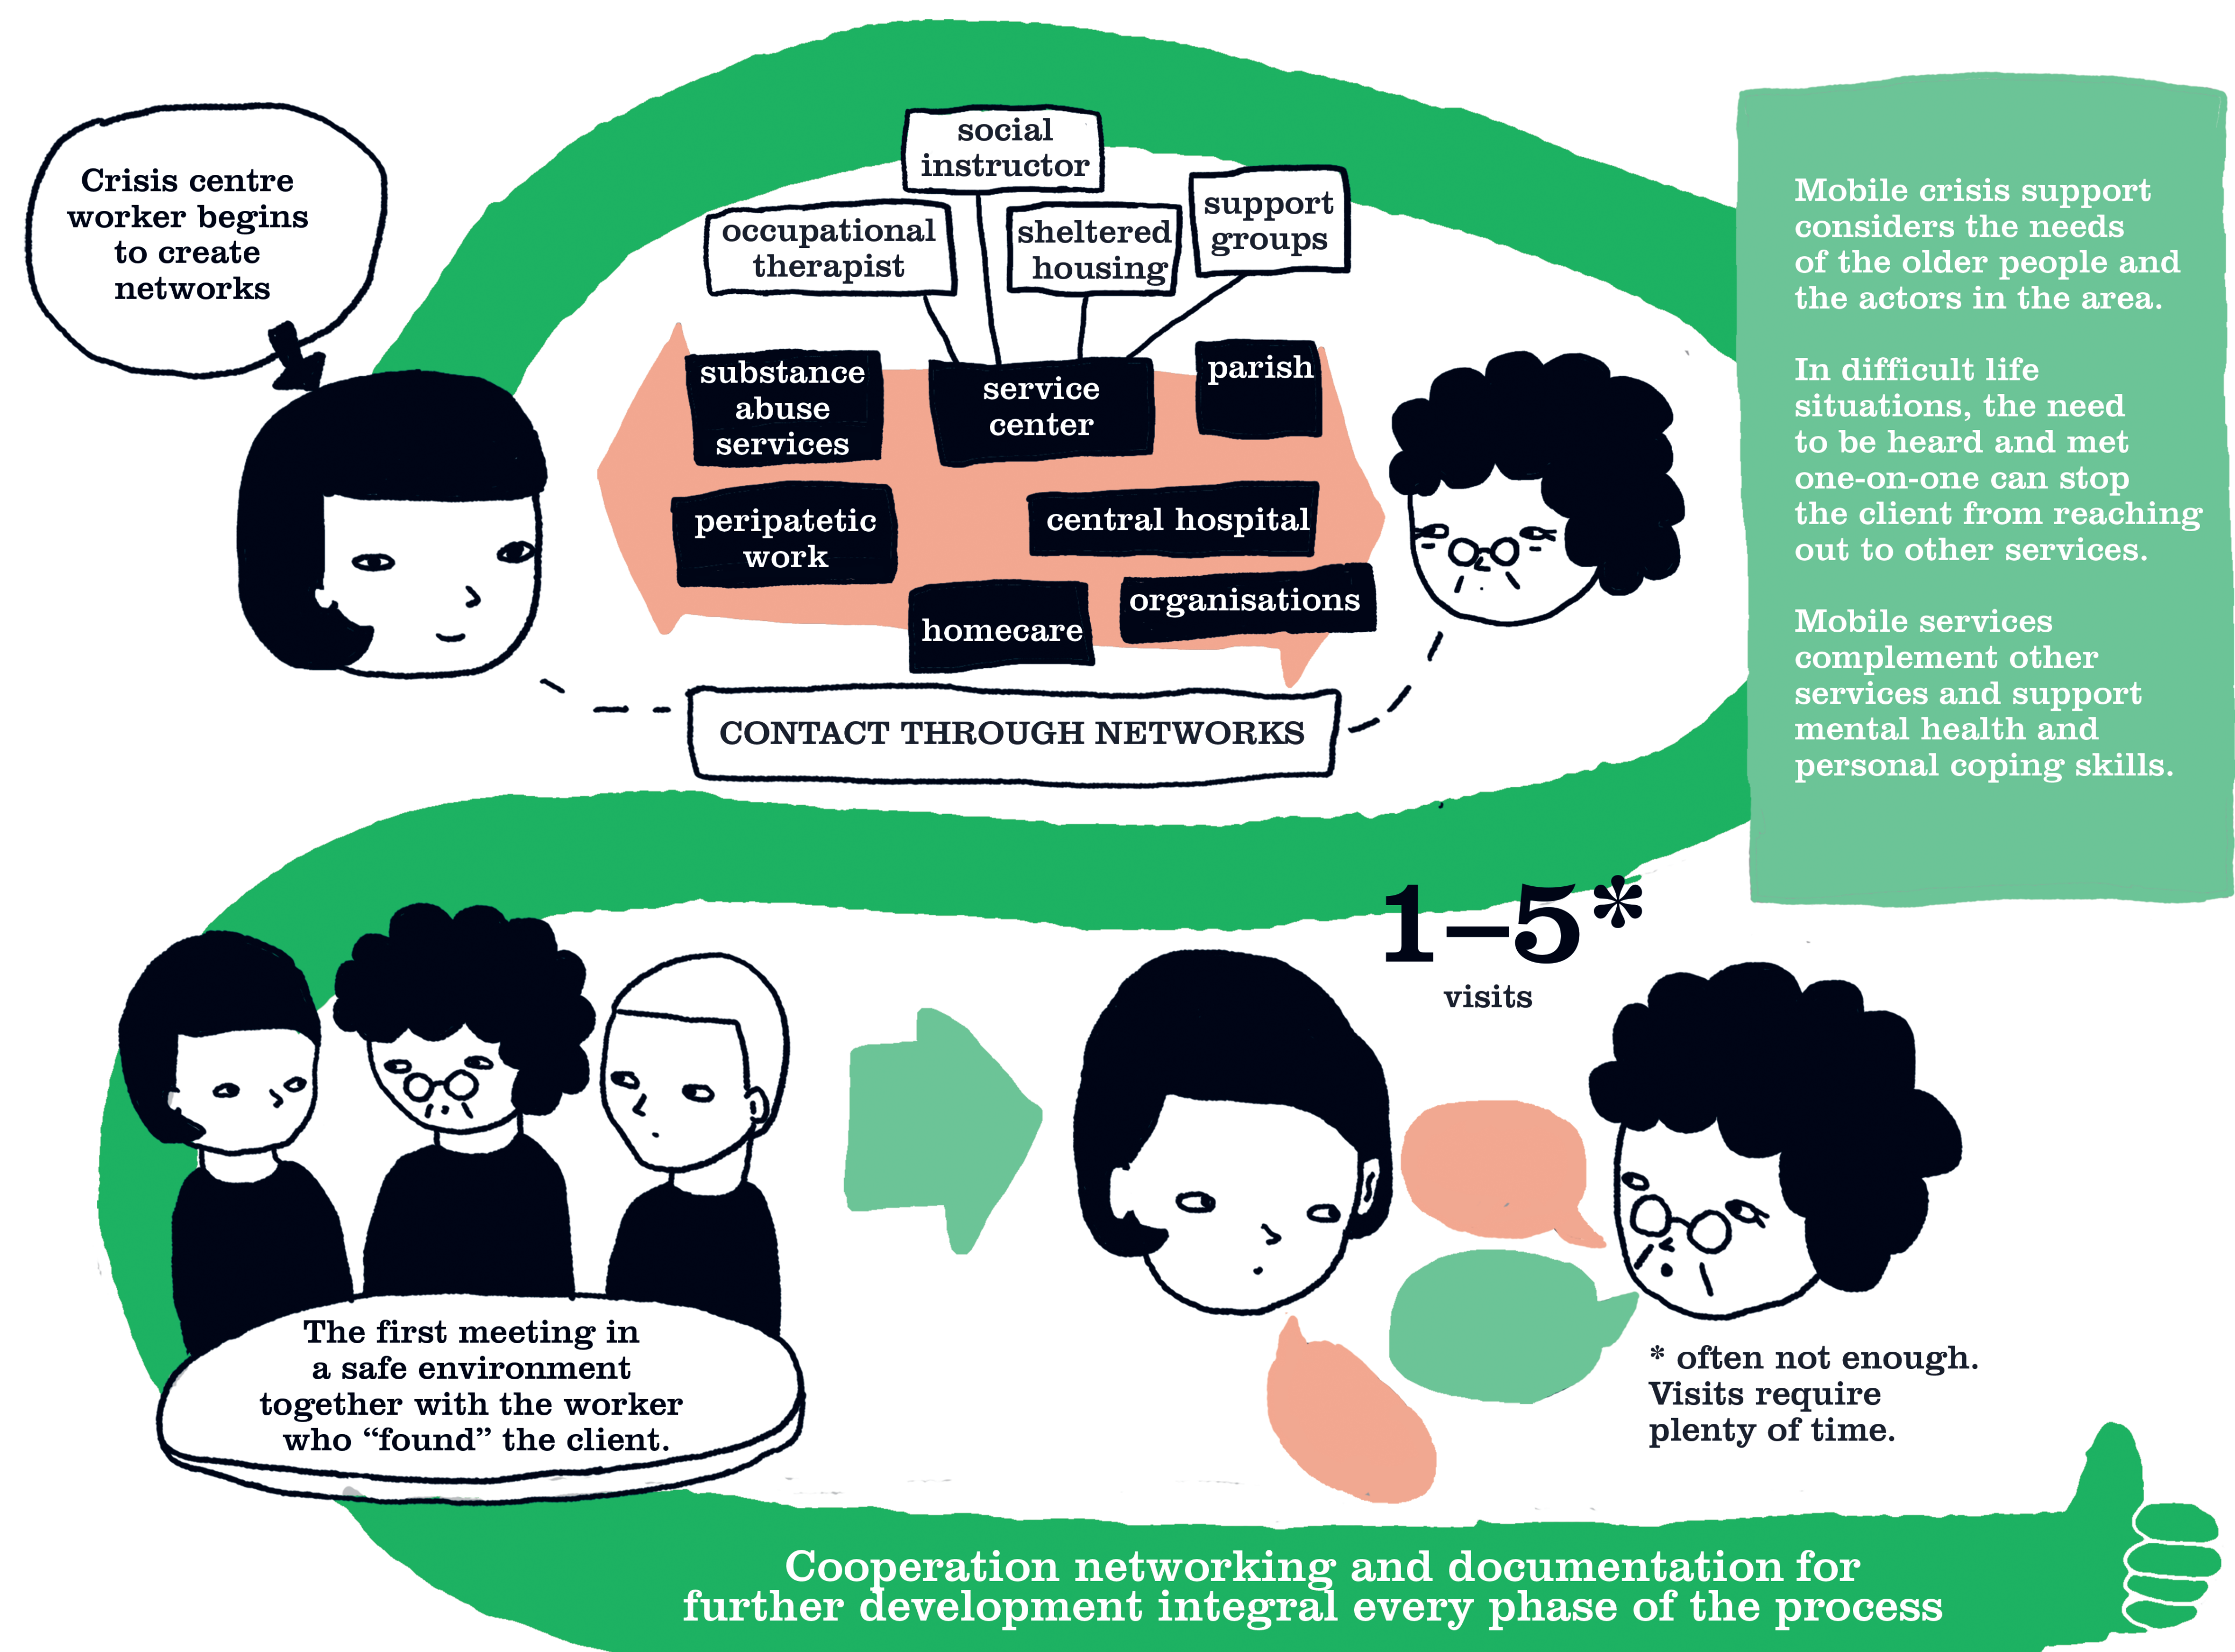 Crisis centre
worker begins
to create
networks
social
instructor
occupational
therapist
sheltered
housing
support
groups
substance
abuse
services
service
center
parish
peripatetic
work
central hospital
homecare
organisations
CONTACT THROUGH NETWORKS
Mobile crisis support
considers the needs
of the older people and
the actors in the area.
In difficult life
situations, the need
to be heard and met
one-on-one can stop
the client from reaching
out to other services.
Mobile services
complement other
services and support
mental health and
personal coping skills.
The first meeting in
a safe environment
together with the worker
who “found” the client.
1–5*
visits
* often not enough.
Visits require
plenty of time.
Cooperation networking and documentation for
further development integral every phase of the process